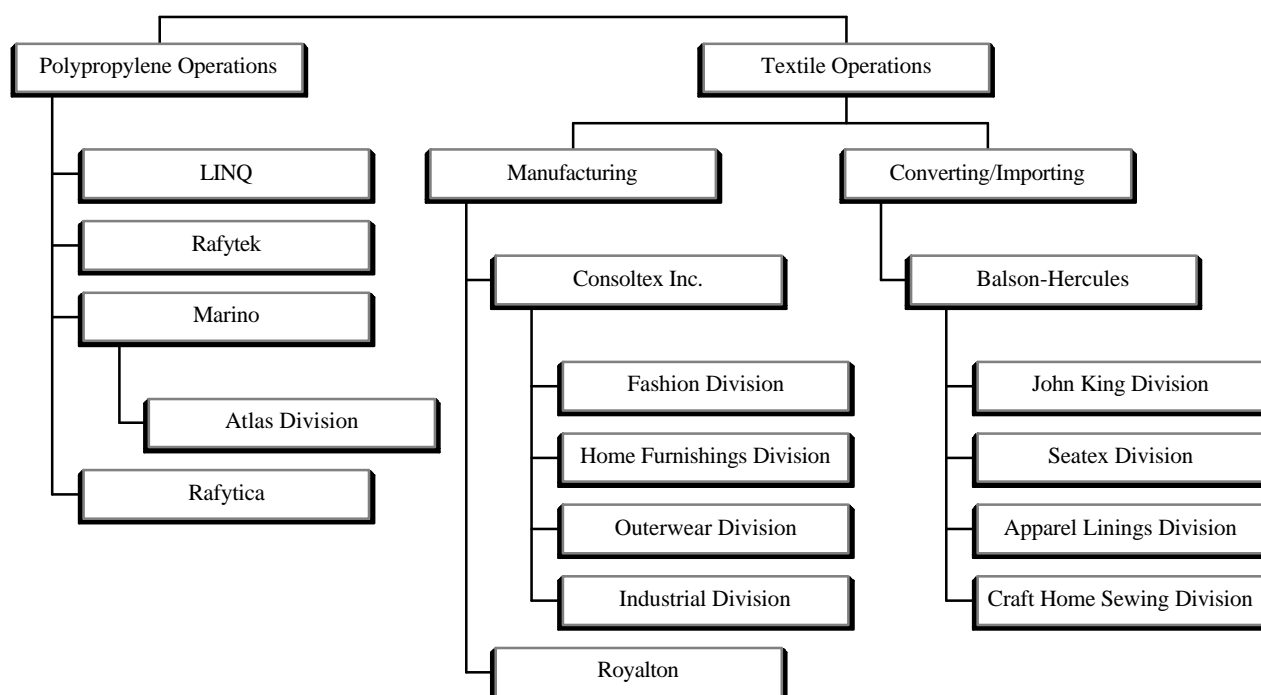 Polypropylene Operations
Textile Operations
LINQ
Rafytek
Marino
Atlas Division
Rafytica
Manufacturing
Consoltex Inc.
Fashion Division
Home Furnishings Division
Outerwear Division
Industrial Division
Royalton
Converting/Importing
Balson-Hercules
John King Division
Seatex Division
Apparel Linings Division
Craft Home Sewing Division